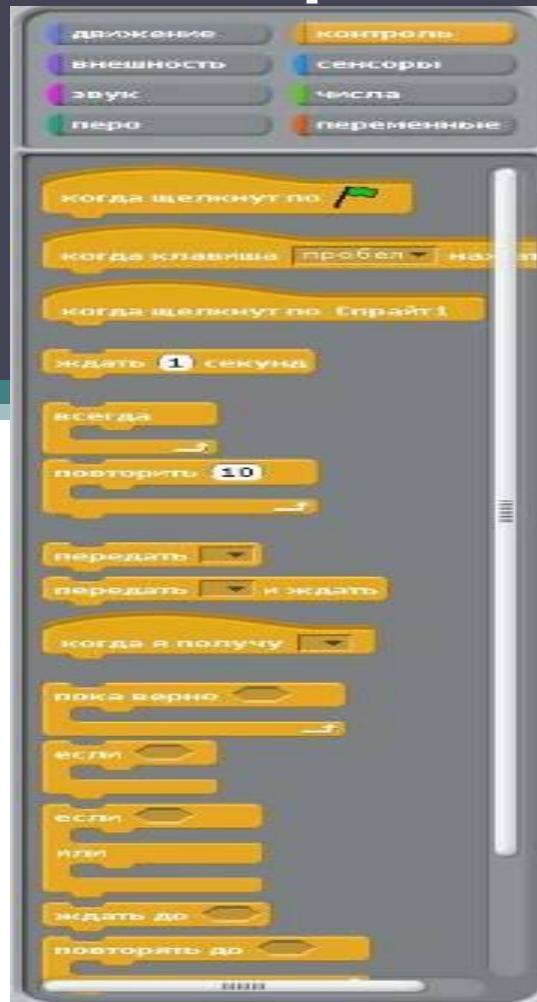 движение контроль
внешность сенсоры
звук числа
перо переменные
когда щелкнут по
когда клавиша пробел
когда щелкнут по Спрайт1
ждать 1 секунд
всегда
повторить 10
передать
передать и ждать
когда я получу
пока верно
если
если
или
ждать до
повторять до